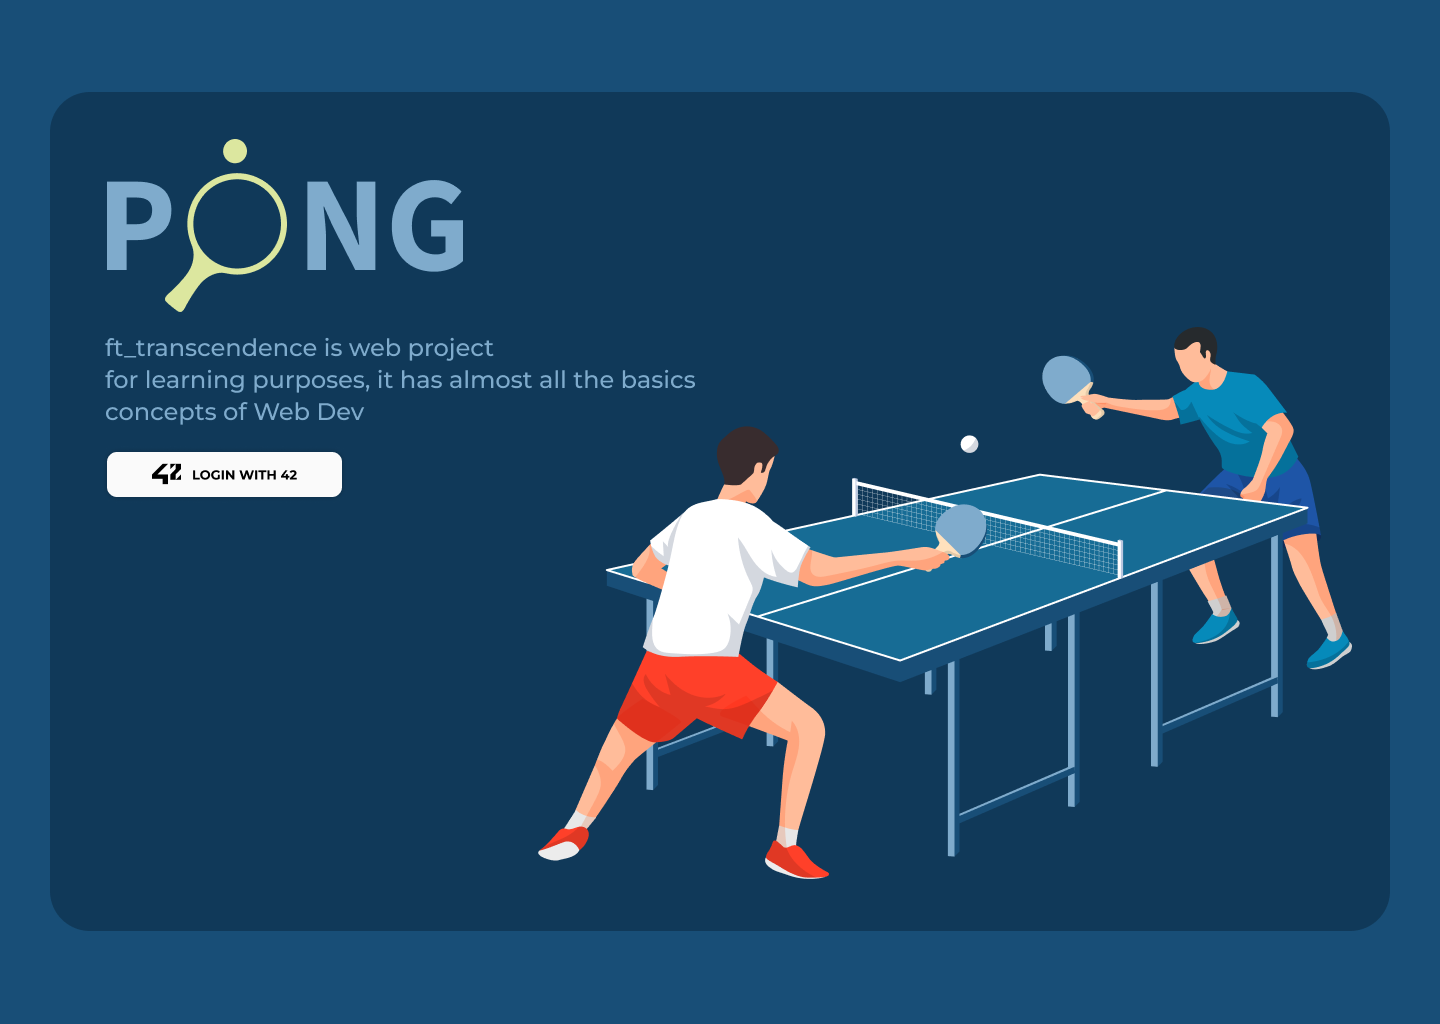 PONG
ft_transcendence is web project
for learning purposes, it has almost all the basics
concepts of Web Dev
42 LOGIN WITH 42